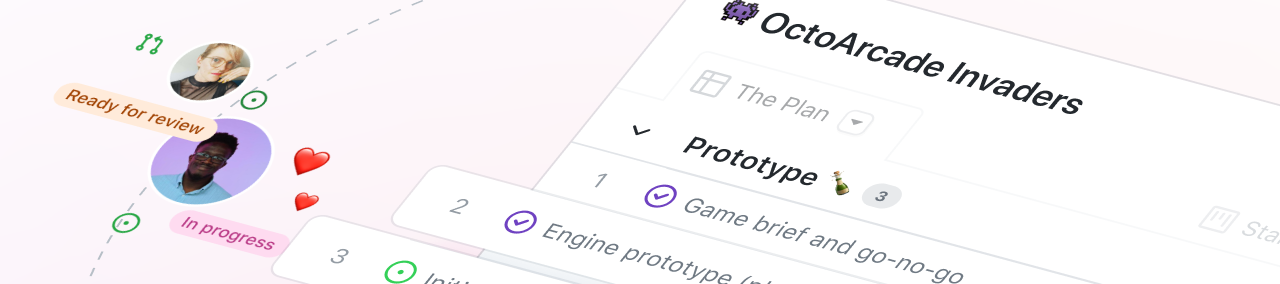 OctoArcade Invaders
The Plan
Ready for review
Prototype 3
1 Game brief and go-no-go
2 Engine prototype
In progress
3